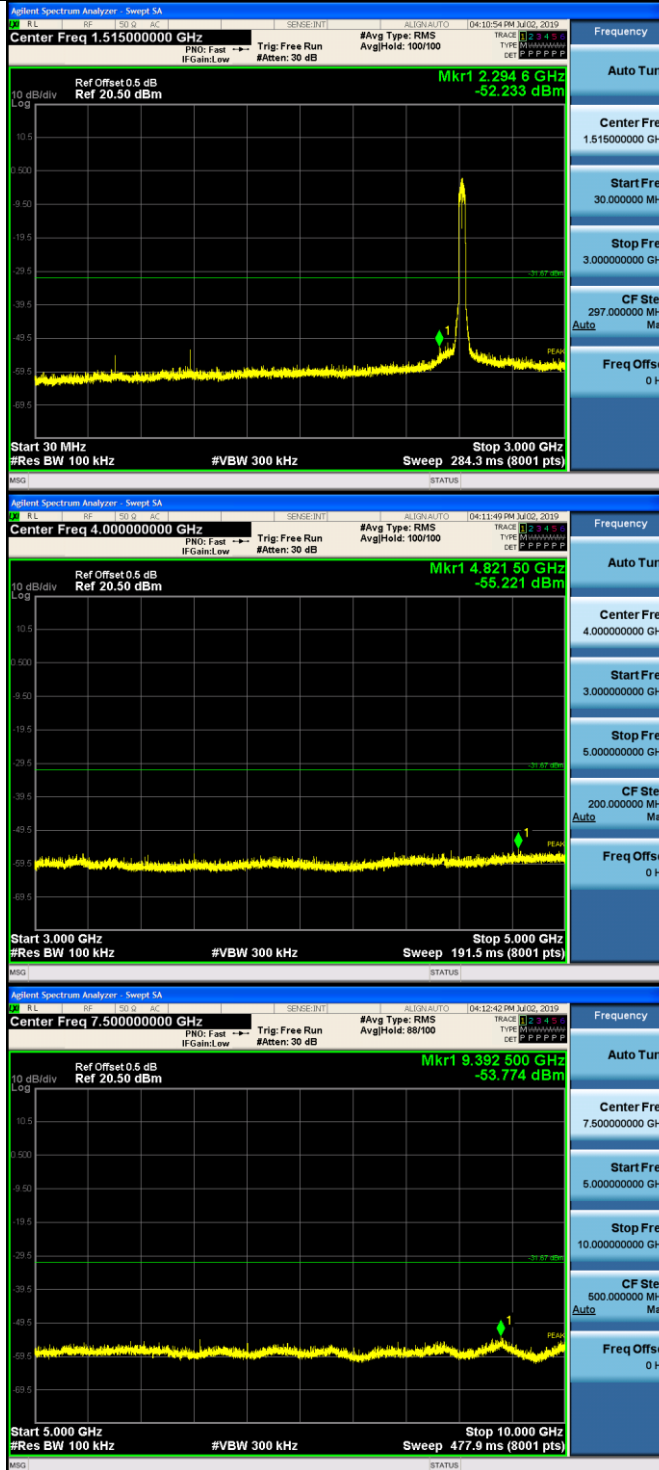 Agilent Spectrum Analyzer - Swept SA
RL RF 50 Ω AC SENSE:INT ALIGN AUTO 04:10:54 PM Jul 02, 2019
Center Freq 1.515000000 GHz
PNO: Fast
IFGain:Low
Trig: Free Run
#Atten: 30 dB
#Avg Type: RMS
Avg|Hold: 100/100
TRACE 1 2 3 4 5 6
TYPE M
DET P P P P P P
Ref Offset 0.5 dB
Ref 20.50 dBm
10 dB/div
Log
Mkr1 2.294 6 GHz
-52.233 dBm
10.5
0.500
-9.50
-19.5
-29.5
-39.5
-49.5
-59.5
-69.5
-31.67 dBm
1
PEAK
Start 30 MHz
Stop 3.000 GHz
#Res BW 100 kHz #VBW 300 kHz Sweep 284.3 ms (8001 pts)
MSG STATUS
Frequency
Auto Tun
Center Fre
1.515000000 GH
Start Fre
30.000000 MH
Stop Fre
3.000000000 GH
CF Ste
297.000000 MH
Auto Ma
Freq Offse
0 H
Agilent Spectrum Analyzer - Swept SA
RL RF 50 Ω AC SENSE:INT ALIGN AUTO 04:11:49 PM Jul 02, 2019
Center Freq 4.000000000 GHz
PNO: Fast
IFGain:Low
Trig: Free Run
#Atten: 30 dB
#Avg Type: RMS
Avg|Hold: 100/100
TRACE 1 2 3 4 5 6
TYPE M
DET P P P P P P
Ref Offset 0.5 dB
Ref 20.50 dBm
10 dB/div
Log
Mkr1 4.821 50 GHz
-55.221 dBm
10.5
0.500
-9.50
-19.5
-29.5
-39.5
-49.5
-59.5
-69.5
-31.67 dBm
1
PEAK
Start 3.000 GHz
Stop 5.000 GHz
#Res BW 100 kHz #VBW 300 kHz Sweep 191.5 ms (8001 pts)
MSG STATUS
Frequency
Auto Tun
Center Fre
4.000000000 GH
Start Fre
3.000000000 GH
Stop Fre
5.000000000 GH
CF Ste
200.000000 MH
Auto Ma
Freq Offse
0 H
Agilent Spectrum Analyzer - Swept SA
RL RF 50 Ω AC SENSE:INT ALIGN AUTO 04:12:42 PM Jul 02, 2019
Center Freq 7.500000000 GHz
PNO: Fast
IFGain:Low
Trig: Free Run
#Atten: 30 dB
#Avg Type: RMS
Avg|Hold: 88/100
TRACE 1 2 3 4 5 6
TYPE M
DET P P P P P P
Ref Offset 0.5 dB
Ref 20.50 dBm
10 dB/div
Log
Mkr1 9.392 500 GHz
-53.774 dBm
10.5
0.500
-9.50
-19.5
-29.5
-39.5
-49.5
-59.5
-69.5
-31.67 dBm
1
PEAK
Start 5.000 GHz
Stop 10.000 GHz
#Res BW 100 kHz #VBW 300 kHz Sweep 477.9 ms (8001 pts)
MSG STATUS
Frequency
Auto Tun
Center Fre
7.500000000 GH
Start Fre
5.000000000 GH
Stop Fre
10.000000000 GH
CF Ste
500.000000 MH
Auto Ma
Freq Offse
0 H